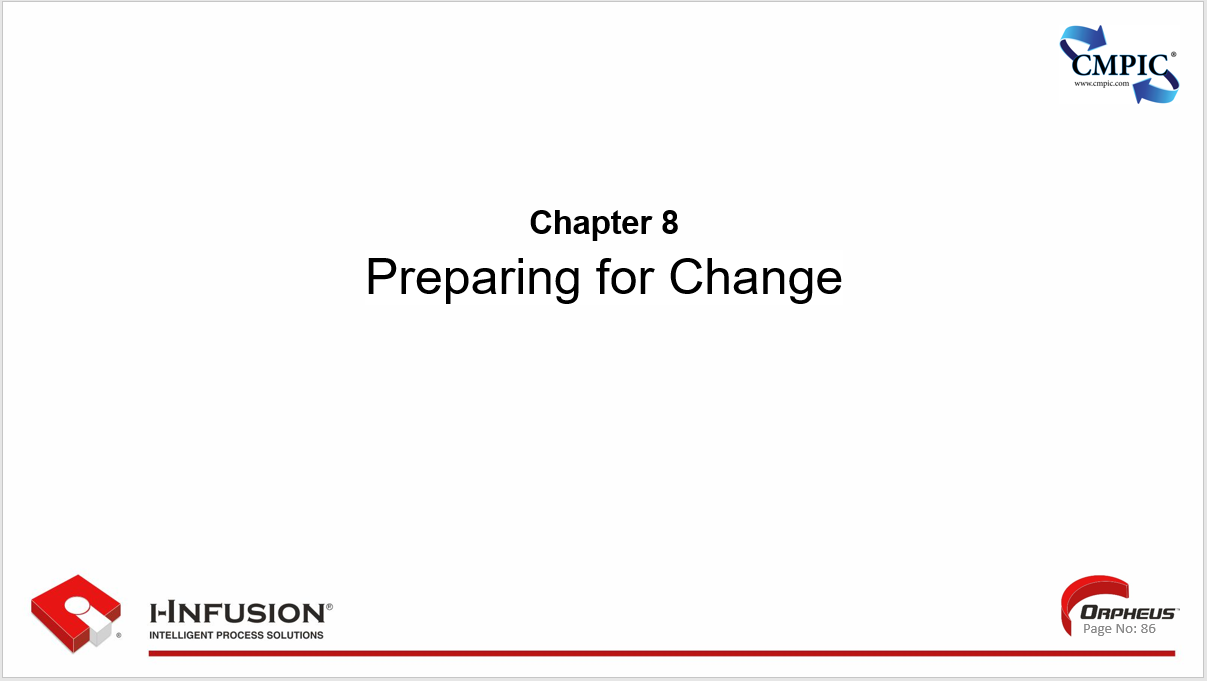 CMPIC®
www.cmpic.com
Chapter 8
Preparing for Change
I-INFUSION®
INTELLIGENT PROCESS SOLUTIONS
®
ORPHEUS™
Page No: 86